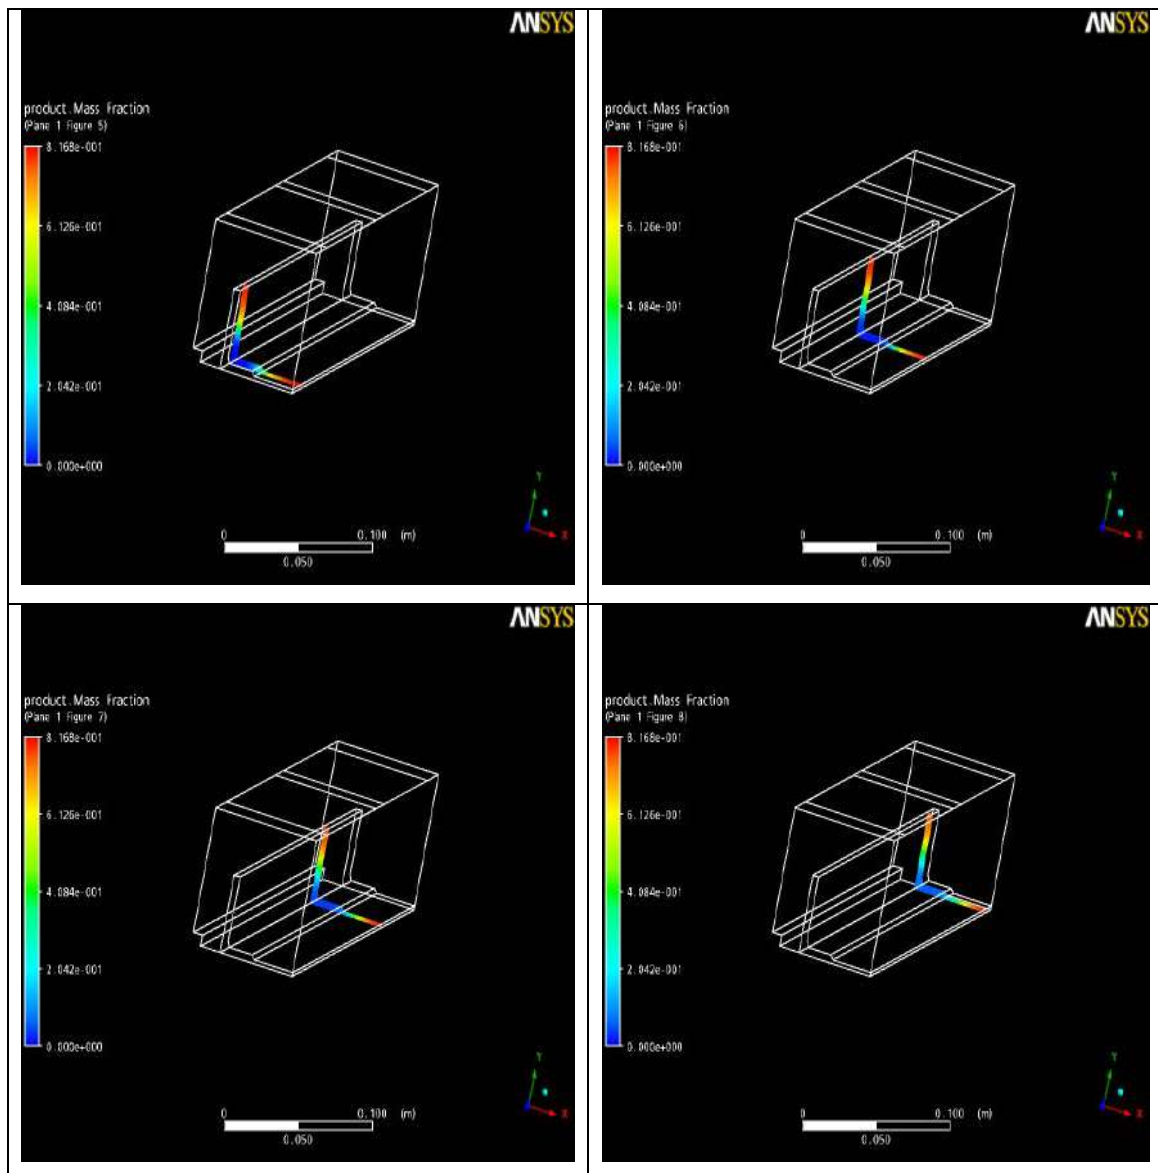 ANSYS
product.Mass Fraction
(Plane 1 Figure 5)
8.168e-001
6.126e-001
4.084e-001
2.042e-001
0.000e+000
Y
X
0 0.100 (m)
0.050
ANSYS
product.Mass Fraction
(Plane 1 Figure 6)
8.168e-001
6.126e-001
4.084e-001
2.042e-001
0.000e+000
Y
X
0 0.100 (m)
0.050
ANSYS
product.Mass Fraction
(Plane 1 Figure 7)
8.168e-001
6.126e-001
4.084e-001
2.042e-001
0.000e+000
Y
X
0 0.100 (m)
0.050
ANSYS
product.Mass Fraction
(Plane 1 Figure 8)
8.168e-001
6.126e-001
4.084e-001
2.042e-001
0.000e+000
Y
X
0 0.100 (m)
0.050